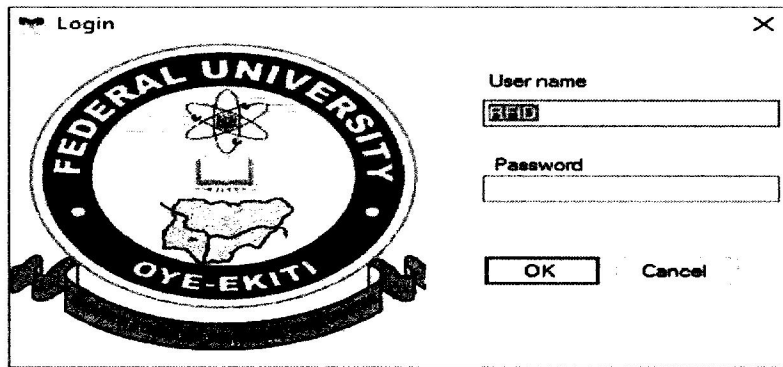 Login
FEDERAL UNIVERSITY
OYE-EKITI
User name
RFID
Password
OK
Cancel